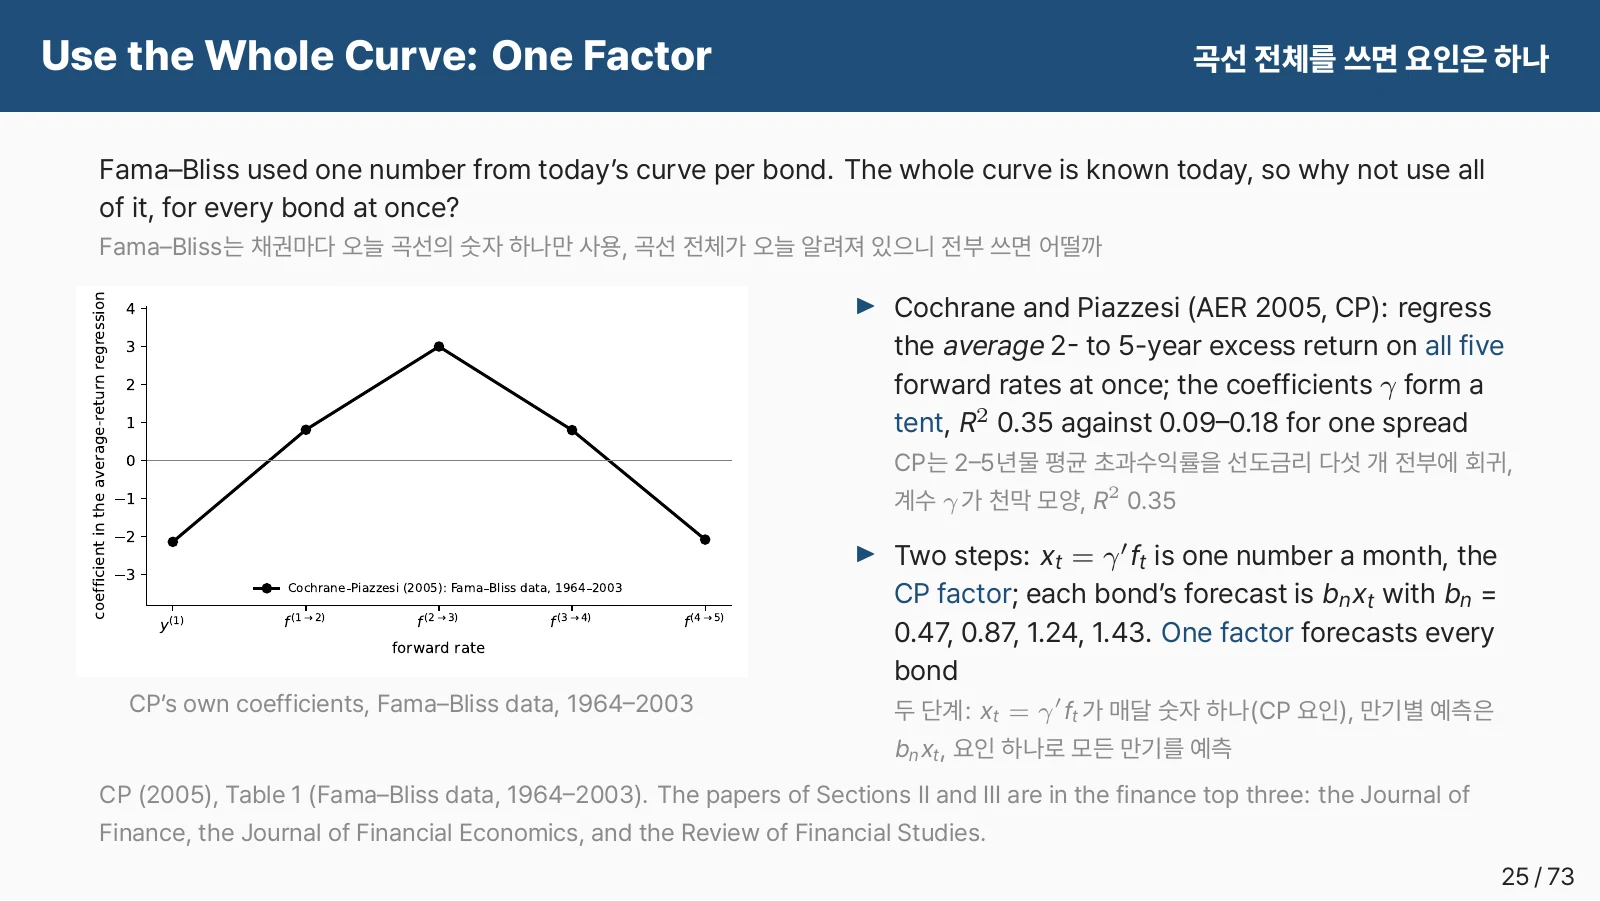 Use the Whole Curve: One Factor
곡선 전체를 쓰면 요인은 하나
Fama–Bliss used one number from today’s curve per bond. The whole curve is known today, so why not use all
of it, for every bond at once?
Fama–Bliss는 채권마다 오늘 곡선의 숫자 하나만 사용, 곡선 전체가 오늘 알려져 있으니 전부 쓰면 어떨까
coefficient in the average-return regression
4
3
2
1
0
−1
−2
−3
Cochrane-Piazzesi (2005): Fama–Bliss data, 1964–2003
y⁽¹⁾ f⁽¹→²⁾ f⁽²→³⁾ f⁽³→⁴⁾ f⁽⁴→⁵⁾
forward rate
CP’s own coefficients, Fama–Bliss data, 1964–2003
▶ Cochrane and Piazzesi (AER 2005, CP): regress
the average 2- to 5-year excess return on all five
forward rates at once; the coefficients γ form a
tent, R² 0.35 against 0.09–0.18 for one spread
CP는 2–5년물 평균 초과수익률을 선도금리 다섯 개 전부에 회귀,
계수 γ가 천막 모양, R² 0.35
▶ Two steps: xₜ = γ′fₜ is one number a month, the
CP factor; each bond’s forecast is bₙxₜ with bₙ =
0.47, 0.87, 1.24, 1.43. One factor forecasts every
bond
두 단계: xₜ = γ′fₜ가 매달 숫자 하나(CP 요인), 만기별 예측은
bₙxₜ, 요인 하나로 모든 만기를 예측
CP (2005), Table 1 (Fama–Bliss data, 1964–2003). The papers of Sections II and III are in the finance top three: the Journal of
Finance, the Journal of Financial Economics, and the Review of Financial Studies.
25 / 73